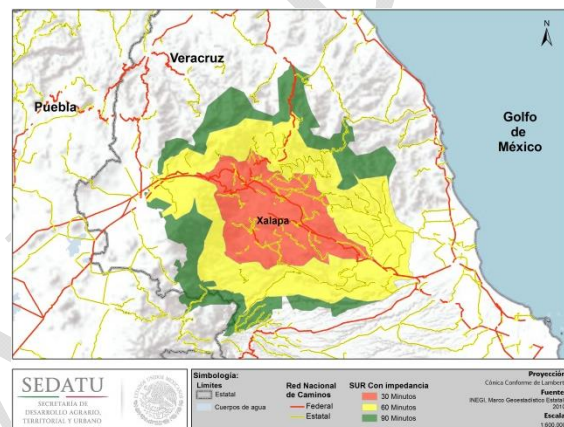 N
Veracruz
Puebla
Golfo
de
México
Xalapa
SEDATU
SECRETARÍA DE
DESARROLLO AGRARIO,
TERRITORIAL Y URBANO
Simbología:
Límites
Estatal
Cuerpos de agua
Red Nacional
de Caminos
Federal
Estatal
SUR Con impedancia
30 Minutos
60 Minutos
90 Minutos
Proyección
Cónica Conforme de Lambert
Fuente
INEGI, Marco Geoestadístico Estatal
Escala